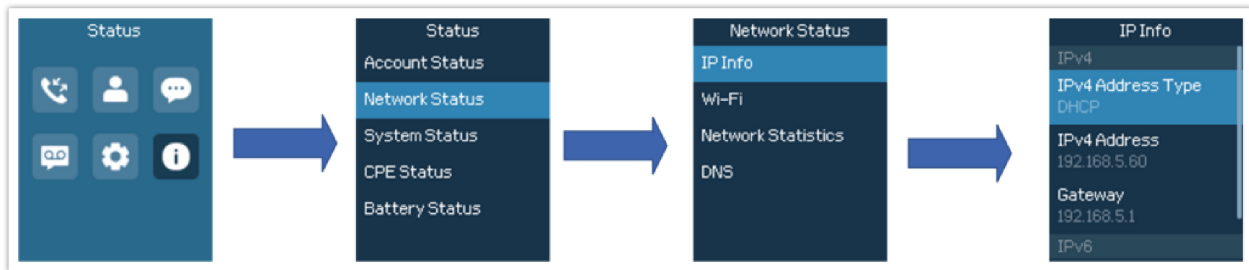 Status
Status
Account Status
Network Status
System Status
CPE Status
Battery Status
Network Status
IP Info
Wi-Fi
Network Statistics
DNS
IP Info
IPv4
IPv4 Address Type
DHCP
IPv4 Address
192.168.5.60
Gateway
192.168.5.1
IPv6